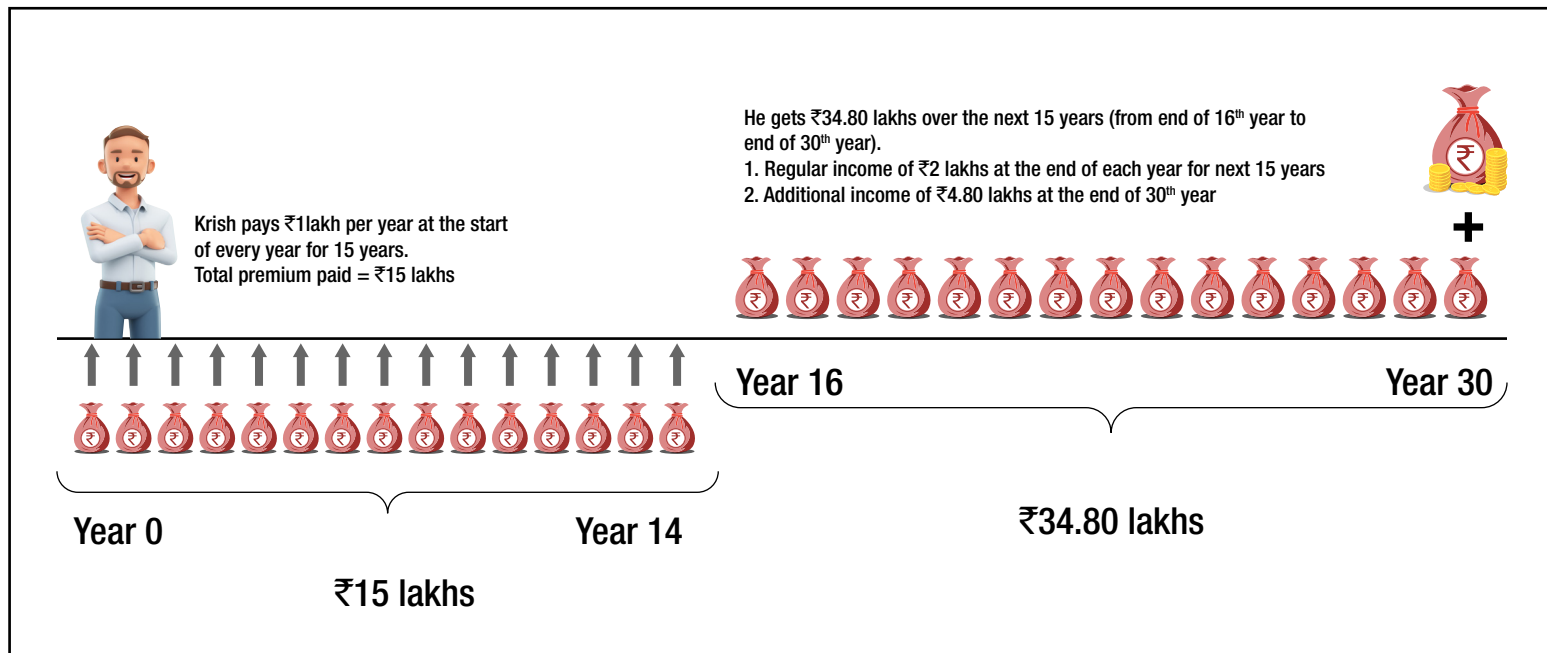 He gets ₹34.80 lakhs over the next 15 years (from end of 16th year to
end of 30th year).
1. Regular income of ₹2 lakhs at the end of each year for next 15 years
2. Additional income of ₹4.80 lakhs at the end of 30th year
Krish pays ₹1lakh per year at the start
of every year for 15 years.
Total premium paid = ₹15 lakhs
Year 16
Year 30
Year 0
Year 14
₹34.80 lakhs
₹15 lakhs